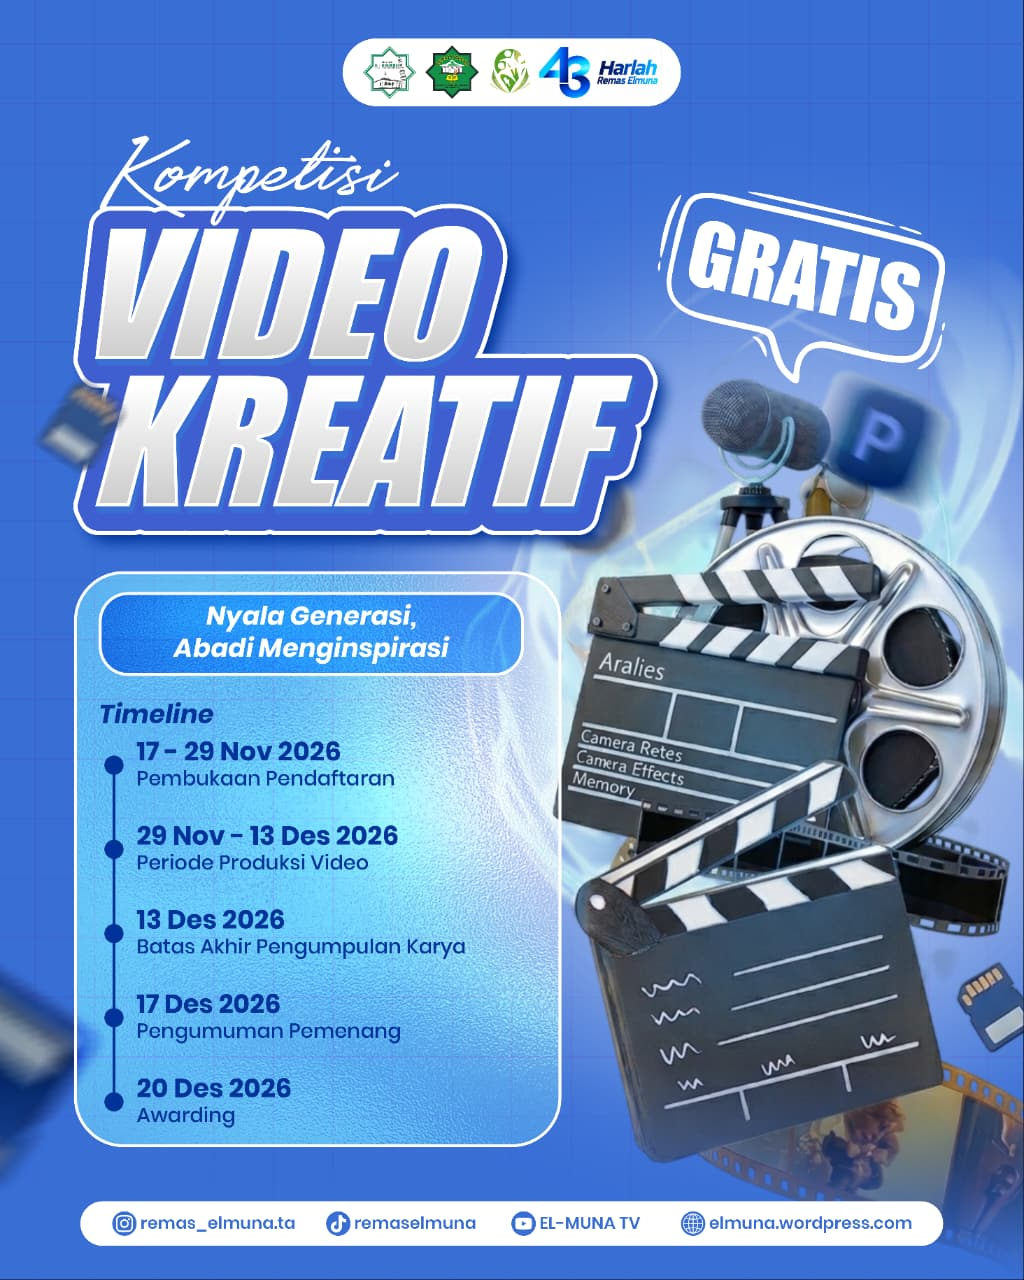 43 Harlah
Remas Elmuna
Kompetisi
VIDEO
KREATIF
GRATIS
P
Nyala Generasi,
Abadi Menginspirasi
Timeline
17 - 29 Nov 2026
Pembukaan Pendaftaran
29 Nov - 13 Des 2026
Periode Produksi Video
13 Des 2026
Batas Akhir Pengumpulan Karya
17 Des 2026
Pengumuman Pemenang
20 Des 2026
Awarding
Aralies
Camera Retes
Camera Effects
Memory
remas_elmuna.ta
remaselmuna
EL-MUNA TV
elmuna.wordpress.com